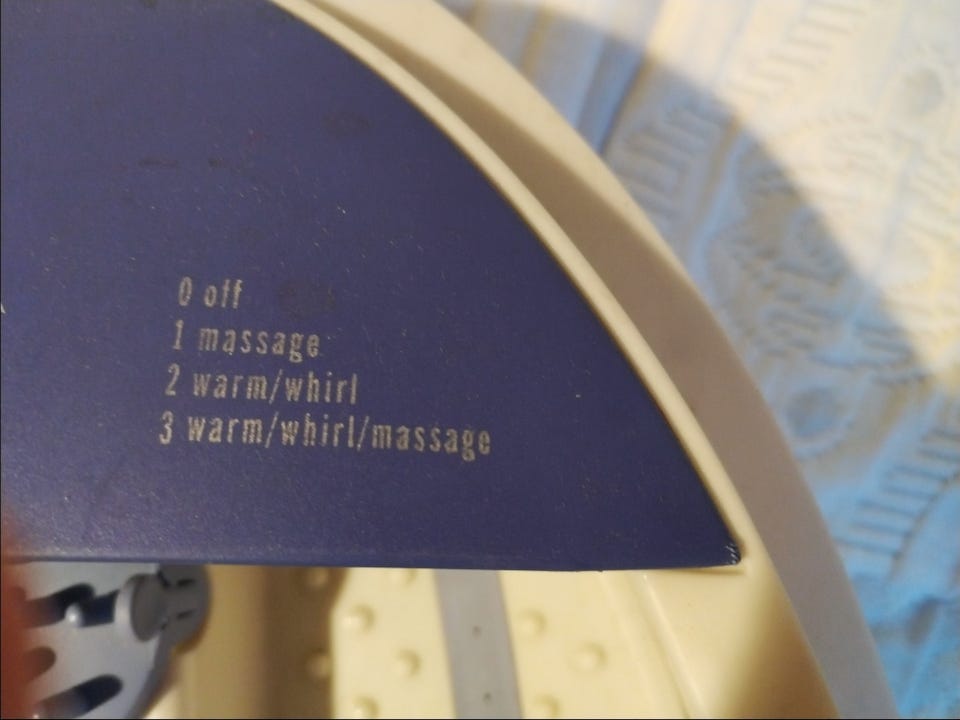 0 off
1 massage
2 warm/whirl
3 warm/whirl/massage